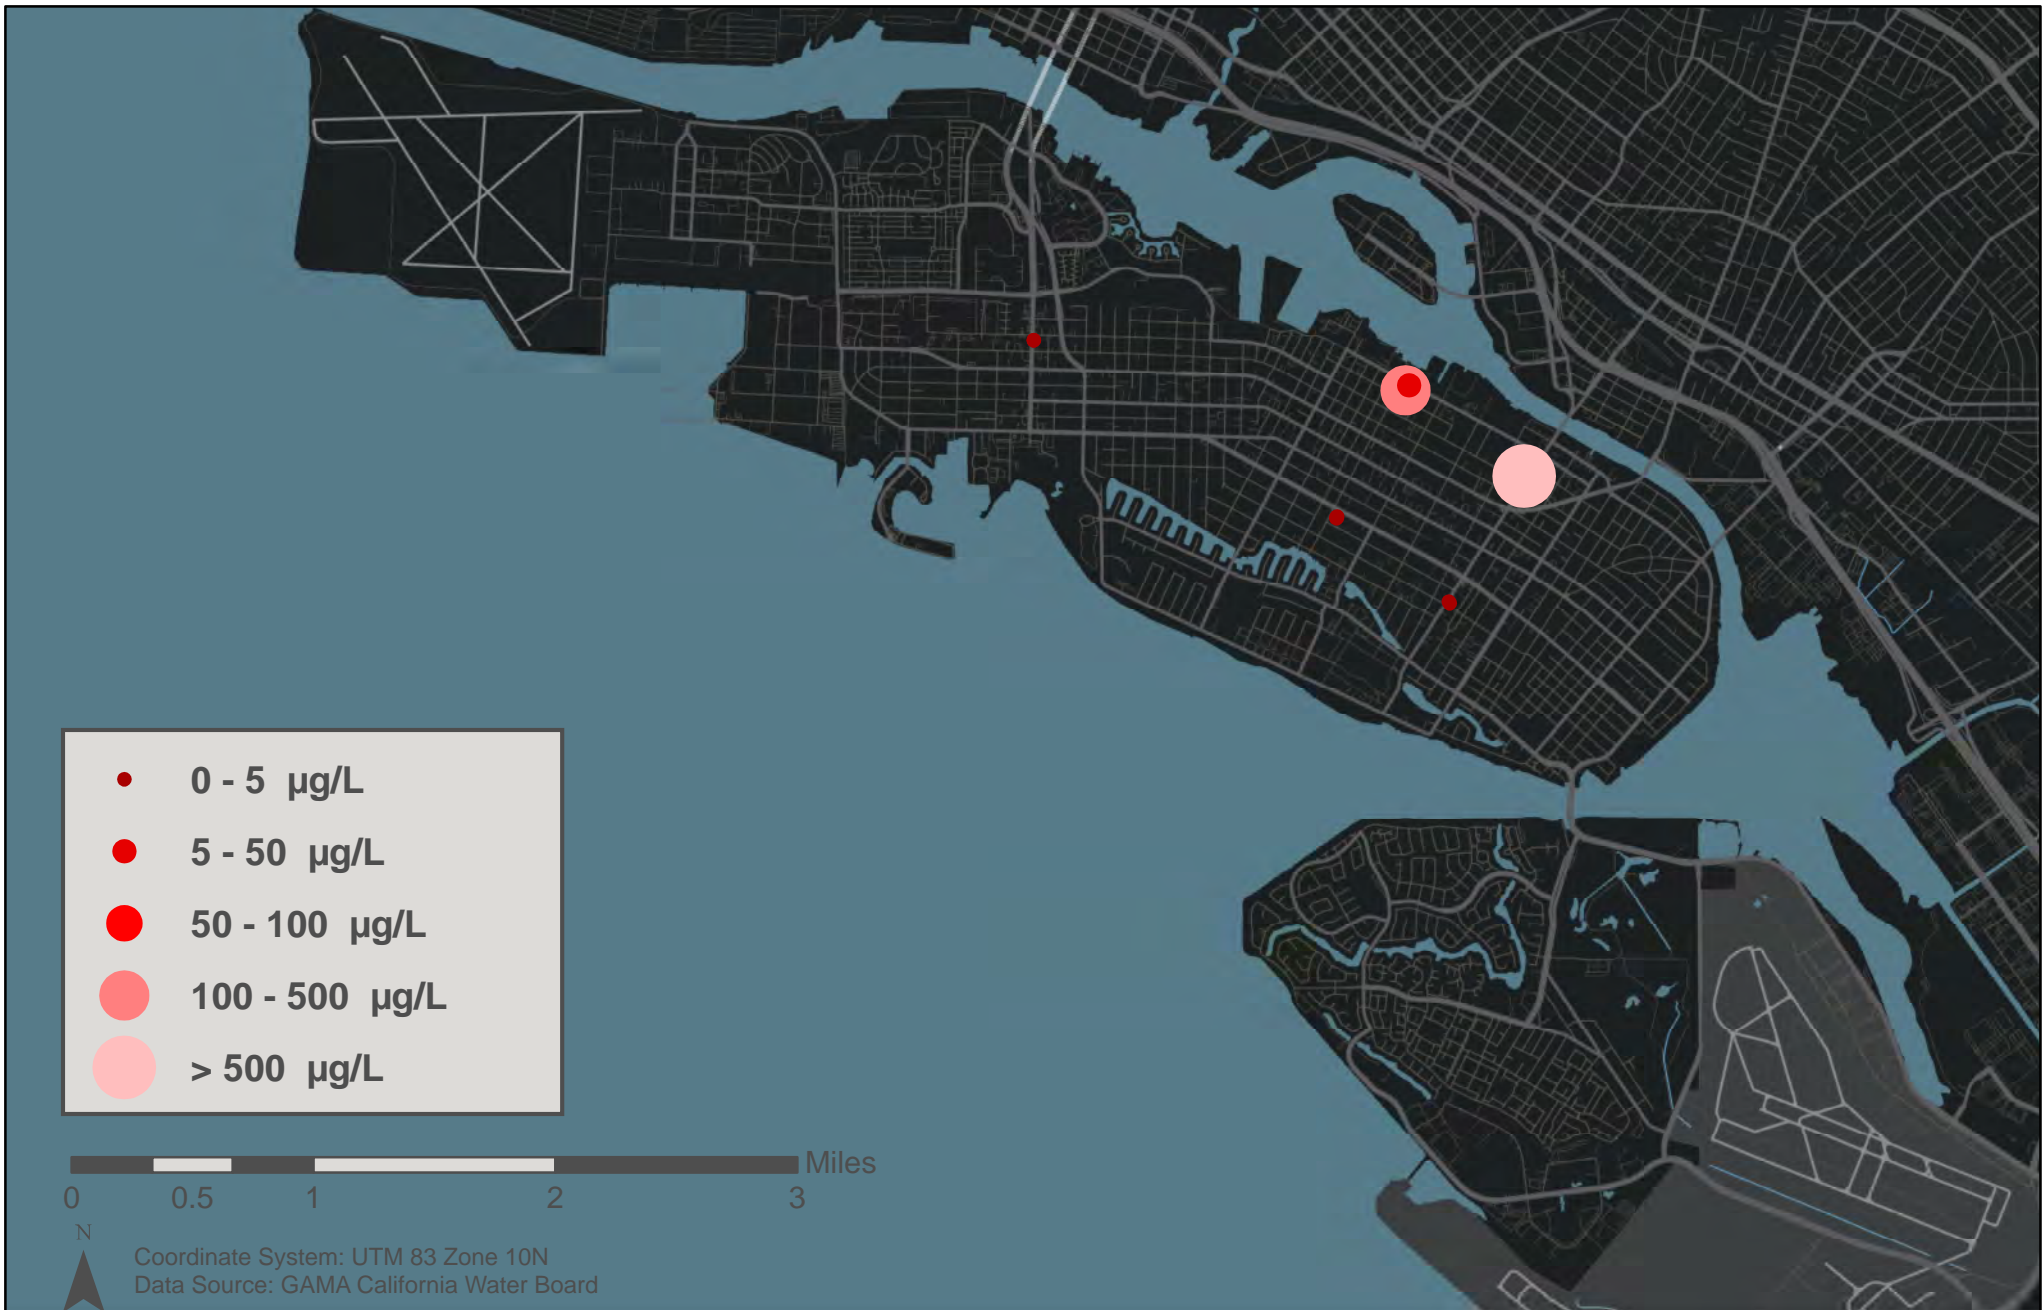 0 - 5 µg/L
5 - 50 µg/L
50 - 100 µg/L
100 - 500 µg/L
> 500 µg/L
Miles
0 0.5 1 2 3
N
Coordinate System: UTM 83 Zone 10N
Data Source: GAMA California Water Board